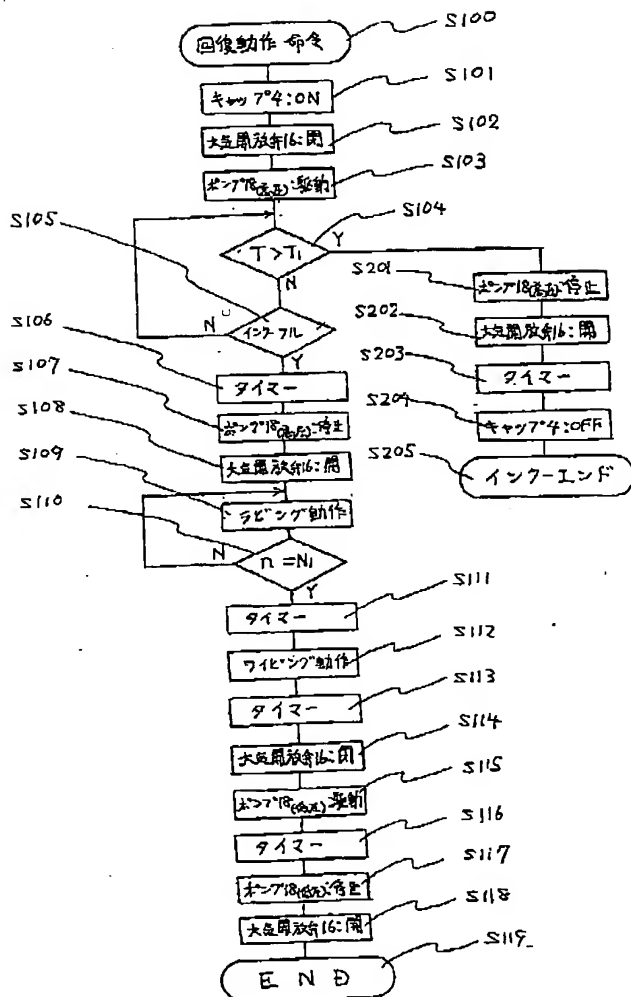 S100
回復動作 命令
S101
キャップ4:ON
S102
大気開放弁16:閉
S103
ポンプ18(高圧):駆動
S104
T>T1
Y
N
S105
インターフル
N
Y
S106
タイマー
S107
ポンプ18(高圧):停止
S108
大気開放弁16:開
S109
ラビング動作
S110
n=N1
N
Y
S201
ポンプ18(高圧):停止
S202
大気開放弁16:開
S203
タイマー
S204
キャップ4:OFF
S205
インターエンド
S111
タイマー
S112
ワイピング動作
S113
タイマー
S114
大気開放弁16:閉
S115
ポンプ18(低圧):駆動
S116
タイマー
S117
ポンプ18(低圧):停止
S118
大気開放弁16:開
S119
END